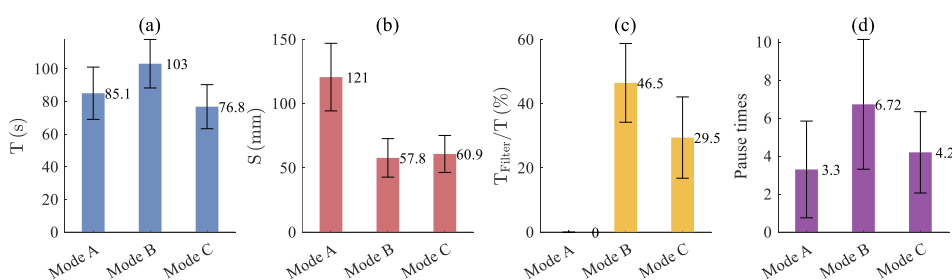 (a)
T (s)
100
80
60
40
20
0
85.1
103
76.8
Mode A
Mode B
Mode C
(b)
S (mm)
150
100
50
0
121
57.8
60.9
Mode A
Mode B
Mode C
(c)
T_Filter/T (%)
60
40
20
0
0
46.5
29.5
Mode A
Mode B
Mode C
(d)
Pause times
10
8
6
4
2
0
3.3
6.72
4.2
Mode A
Mode B
Mode C